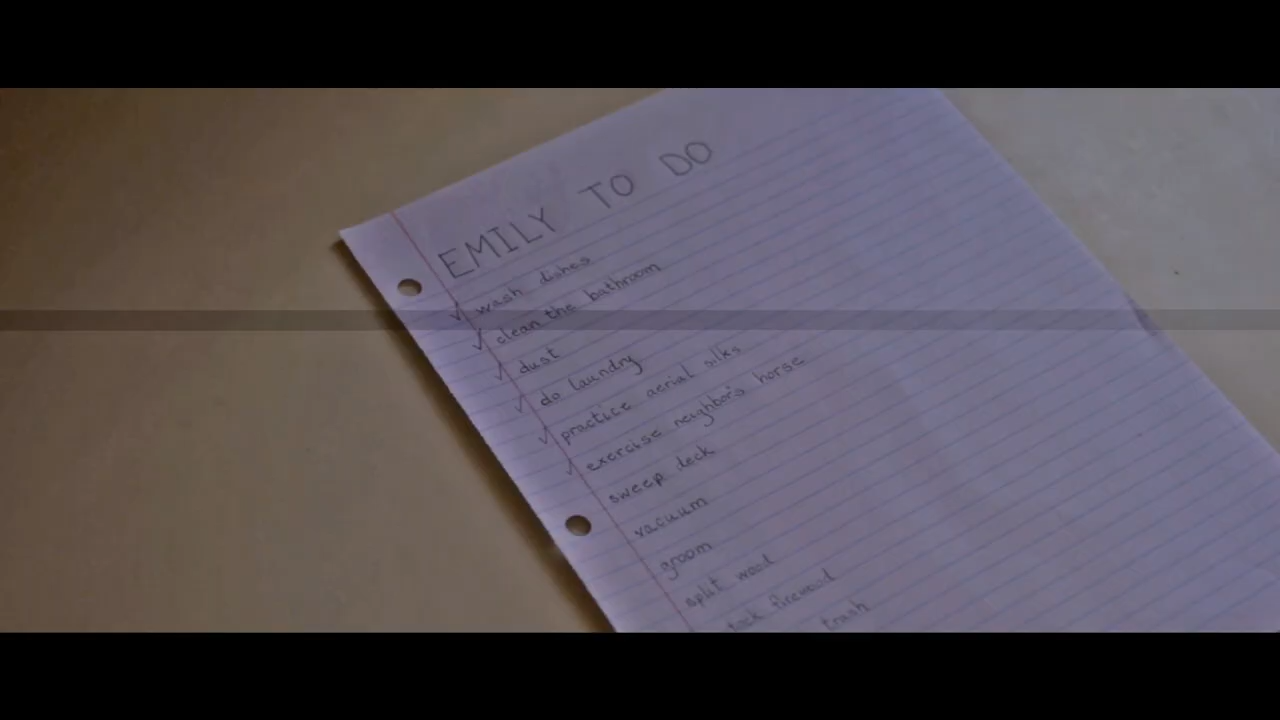 EMILY TO DO
✓ wash dishes
✓ clean the bathroom
✓ dust
✓ do laundry
✓ practice aerial silks
✓ exercise neighbor's horse
sweep deck
vacuum
groom
split wood
firewood
trash